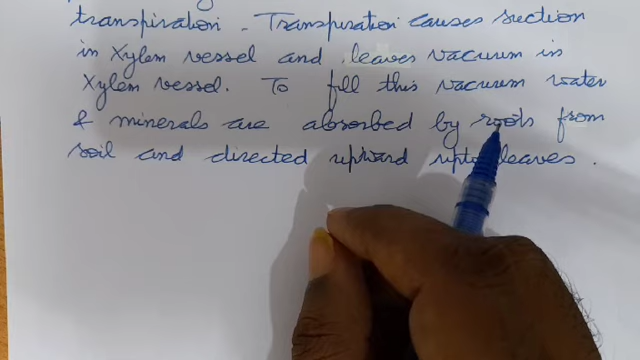 transpiration. Transpiration causes suction
in Xylem vessel and leaves vacuum in
Xylem vessel. To fill this vacuum water
& minerals are absorbed by roots from
soil and directed upward upto leaves.